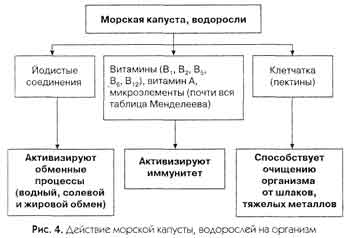 Морская капуста, водоросли
Йодистые
соединения
Витамины (B1, B2, B3,
B6, B12), витамин А,
микроэлементы (почти вся
таблица Менделеева)
Клетчатка
(пектины)
Активизируют
обменные
процессы
(водный, солевой
и жировой обмен)
Активизируют
иммунитет
Способствует
очищению
организма
от шлаков,
тяжелых металлов
Рис. 4. Действие морской капусты, водорослей на организм